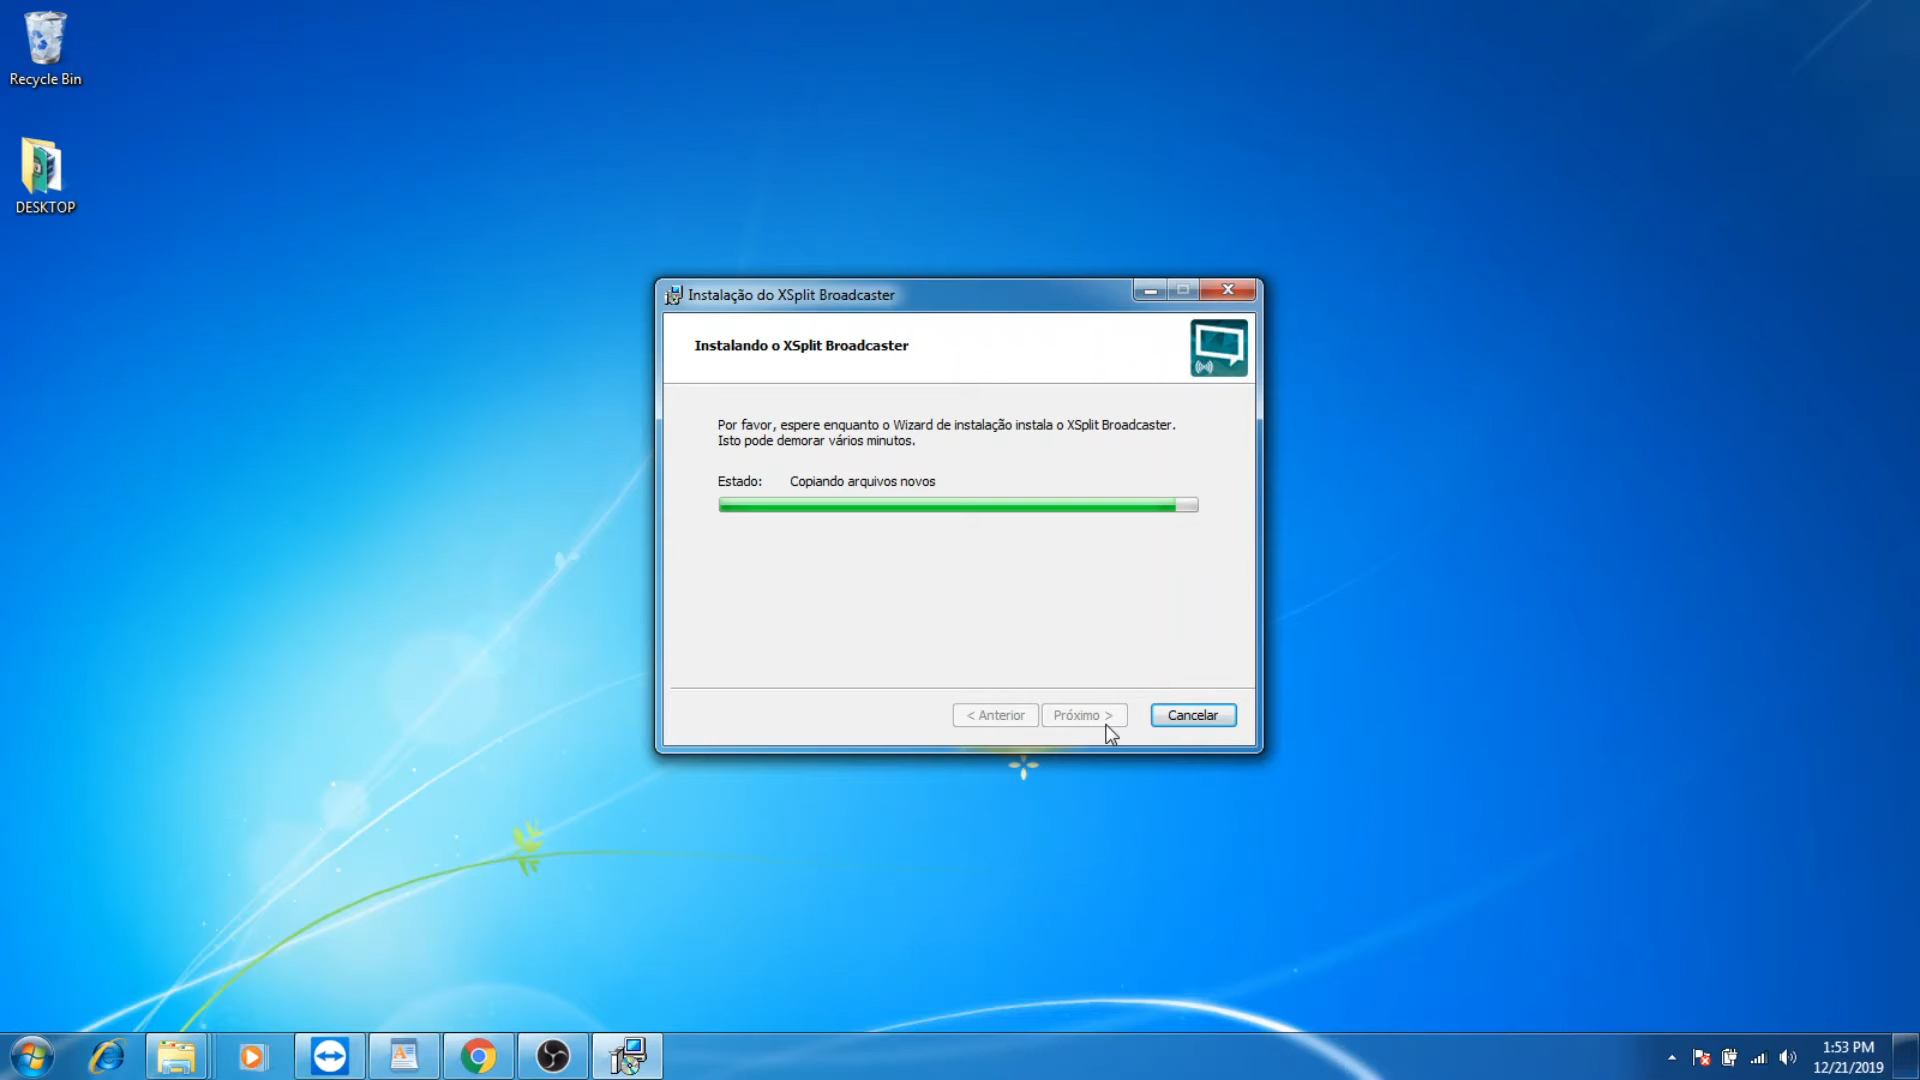 Recycle Bin
DESKTOP
Instalação do XSplit Broadcaster
Instalando o XSplit Broadcaster
Por favor, espere enquanto o Wizard de instalação instala o XSplit Broadcaster.
Isto pode demorar vários minutos.
Estado: Copiando arquivos novos
< Anterior Próximo > Cancelar
1:53 PM
12/21/2019